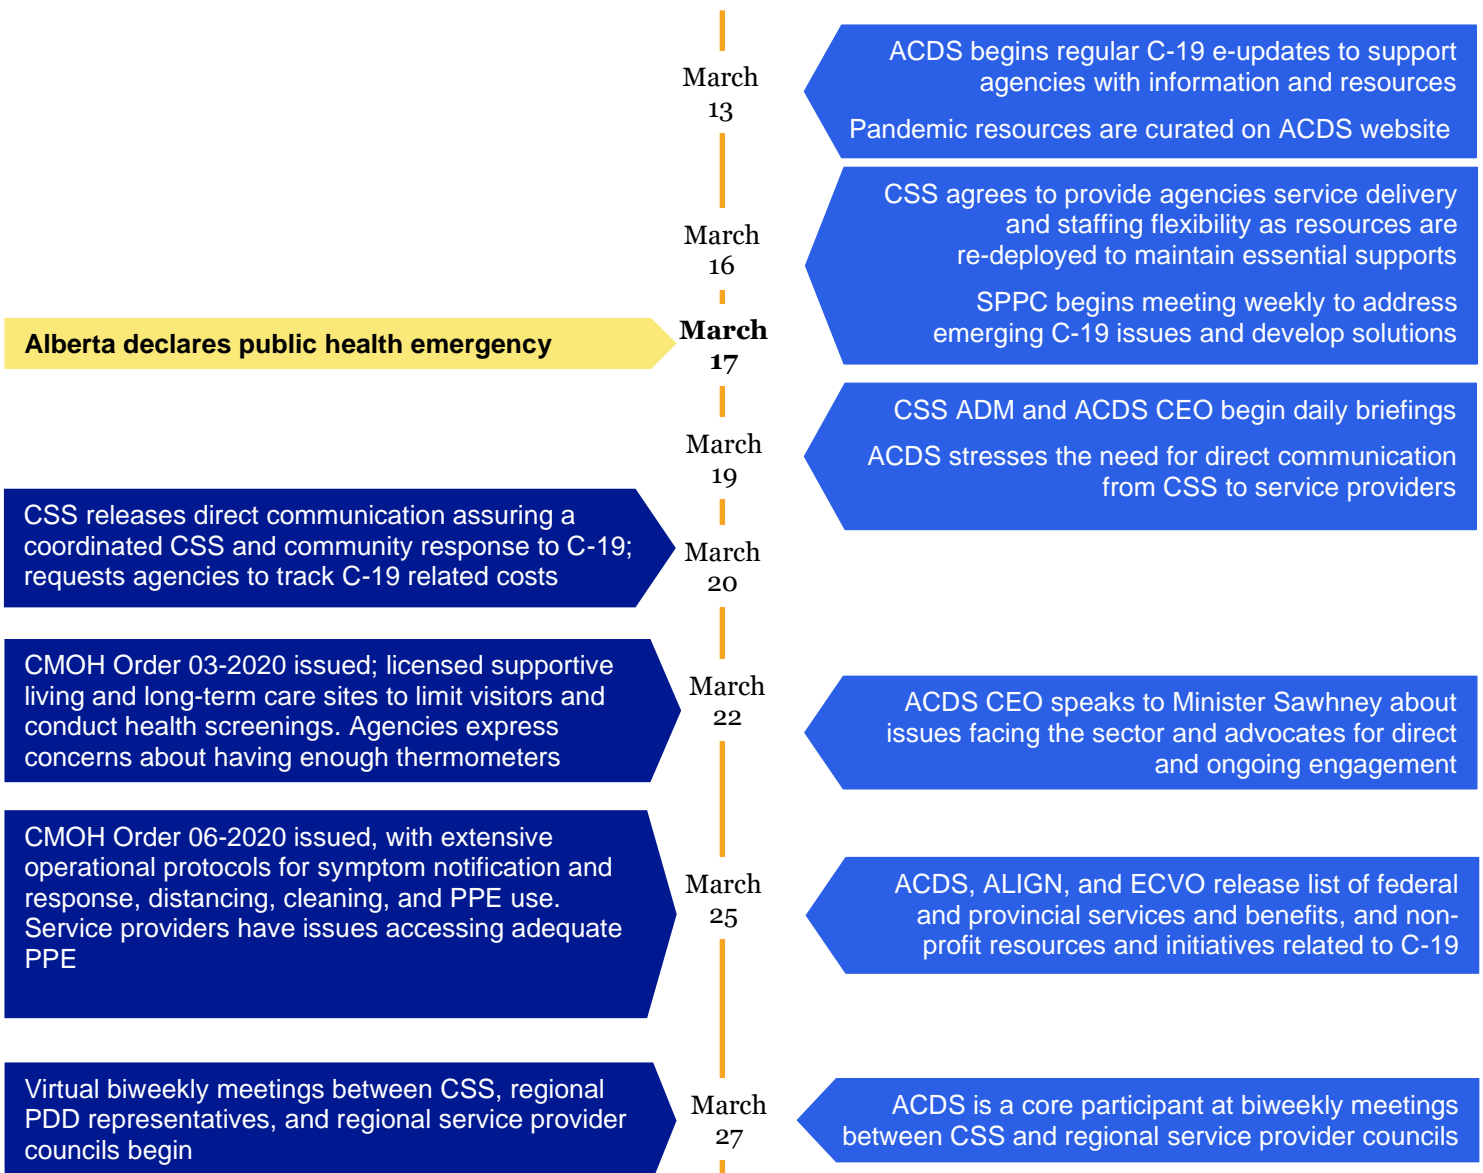 March
13
ACDS begins regular C-19 e-updates to support
agencies with information and resources
Pandemic resources are curated on ACDS website
March
16
CSS agrees to provide agencies service delivery
and staffing flexibility as resources are
re-deployed to maintain essential supports
SPPC begins meeting weekly to address
emerging C-19 issues and develop solutions
Alberta declares public health emergency
March
17
March
19
CSS ADM and ACDS CEO begin daily briefings
ACDS stresses the need for direct communication
from CSS to service providers
CSS releases direct communication assuring a
coordinated CSS and community response to C-19;
requests agencies to track C-19 related costs
March
20
CMOH Order 03-2020 issued; licensed supportive
living and long-term care sites to limit visitors and
conduct health screenings. Agencies express
concerns about having enough thermometers
March
22
ACDS CEO speaks to Minister Sawhney about
issues facing the sector and advocates for direct
and ongoing engagement
CMOH Order 06-2020 issued, with extensive
operational protocols for symptom notification and
response, distancing, cleaning, and PPE use.
Service providers have issues accessing adequate
PPE
March
25
ACDS, ALIGN, and ECVO release list of federal
and provincial services and benefits, and non-
profit resources and initiatives related to C-19
Virtual biweekly meetings between CSS, regional
PDD representatives, and regional service provider
councils begin
March
27
ACDS is a core participant at biweekly meetings
between CSS and regional service provider councils